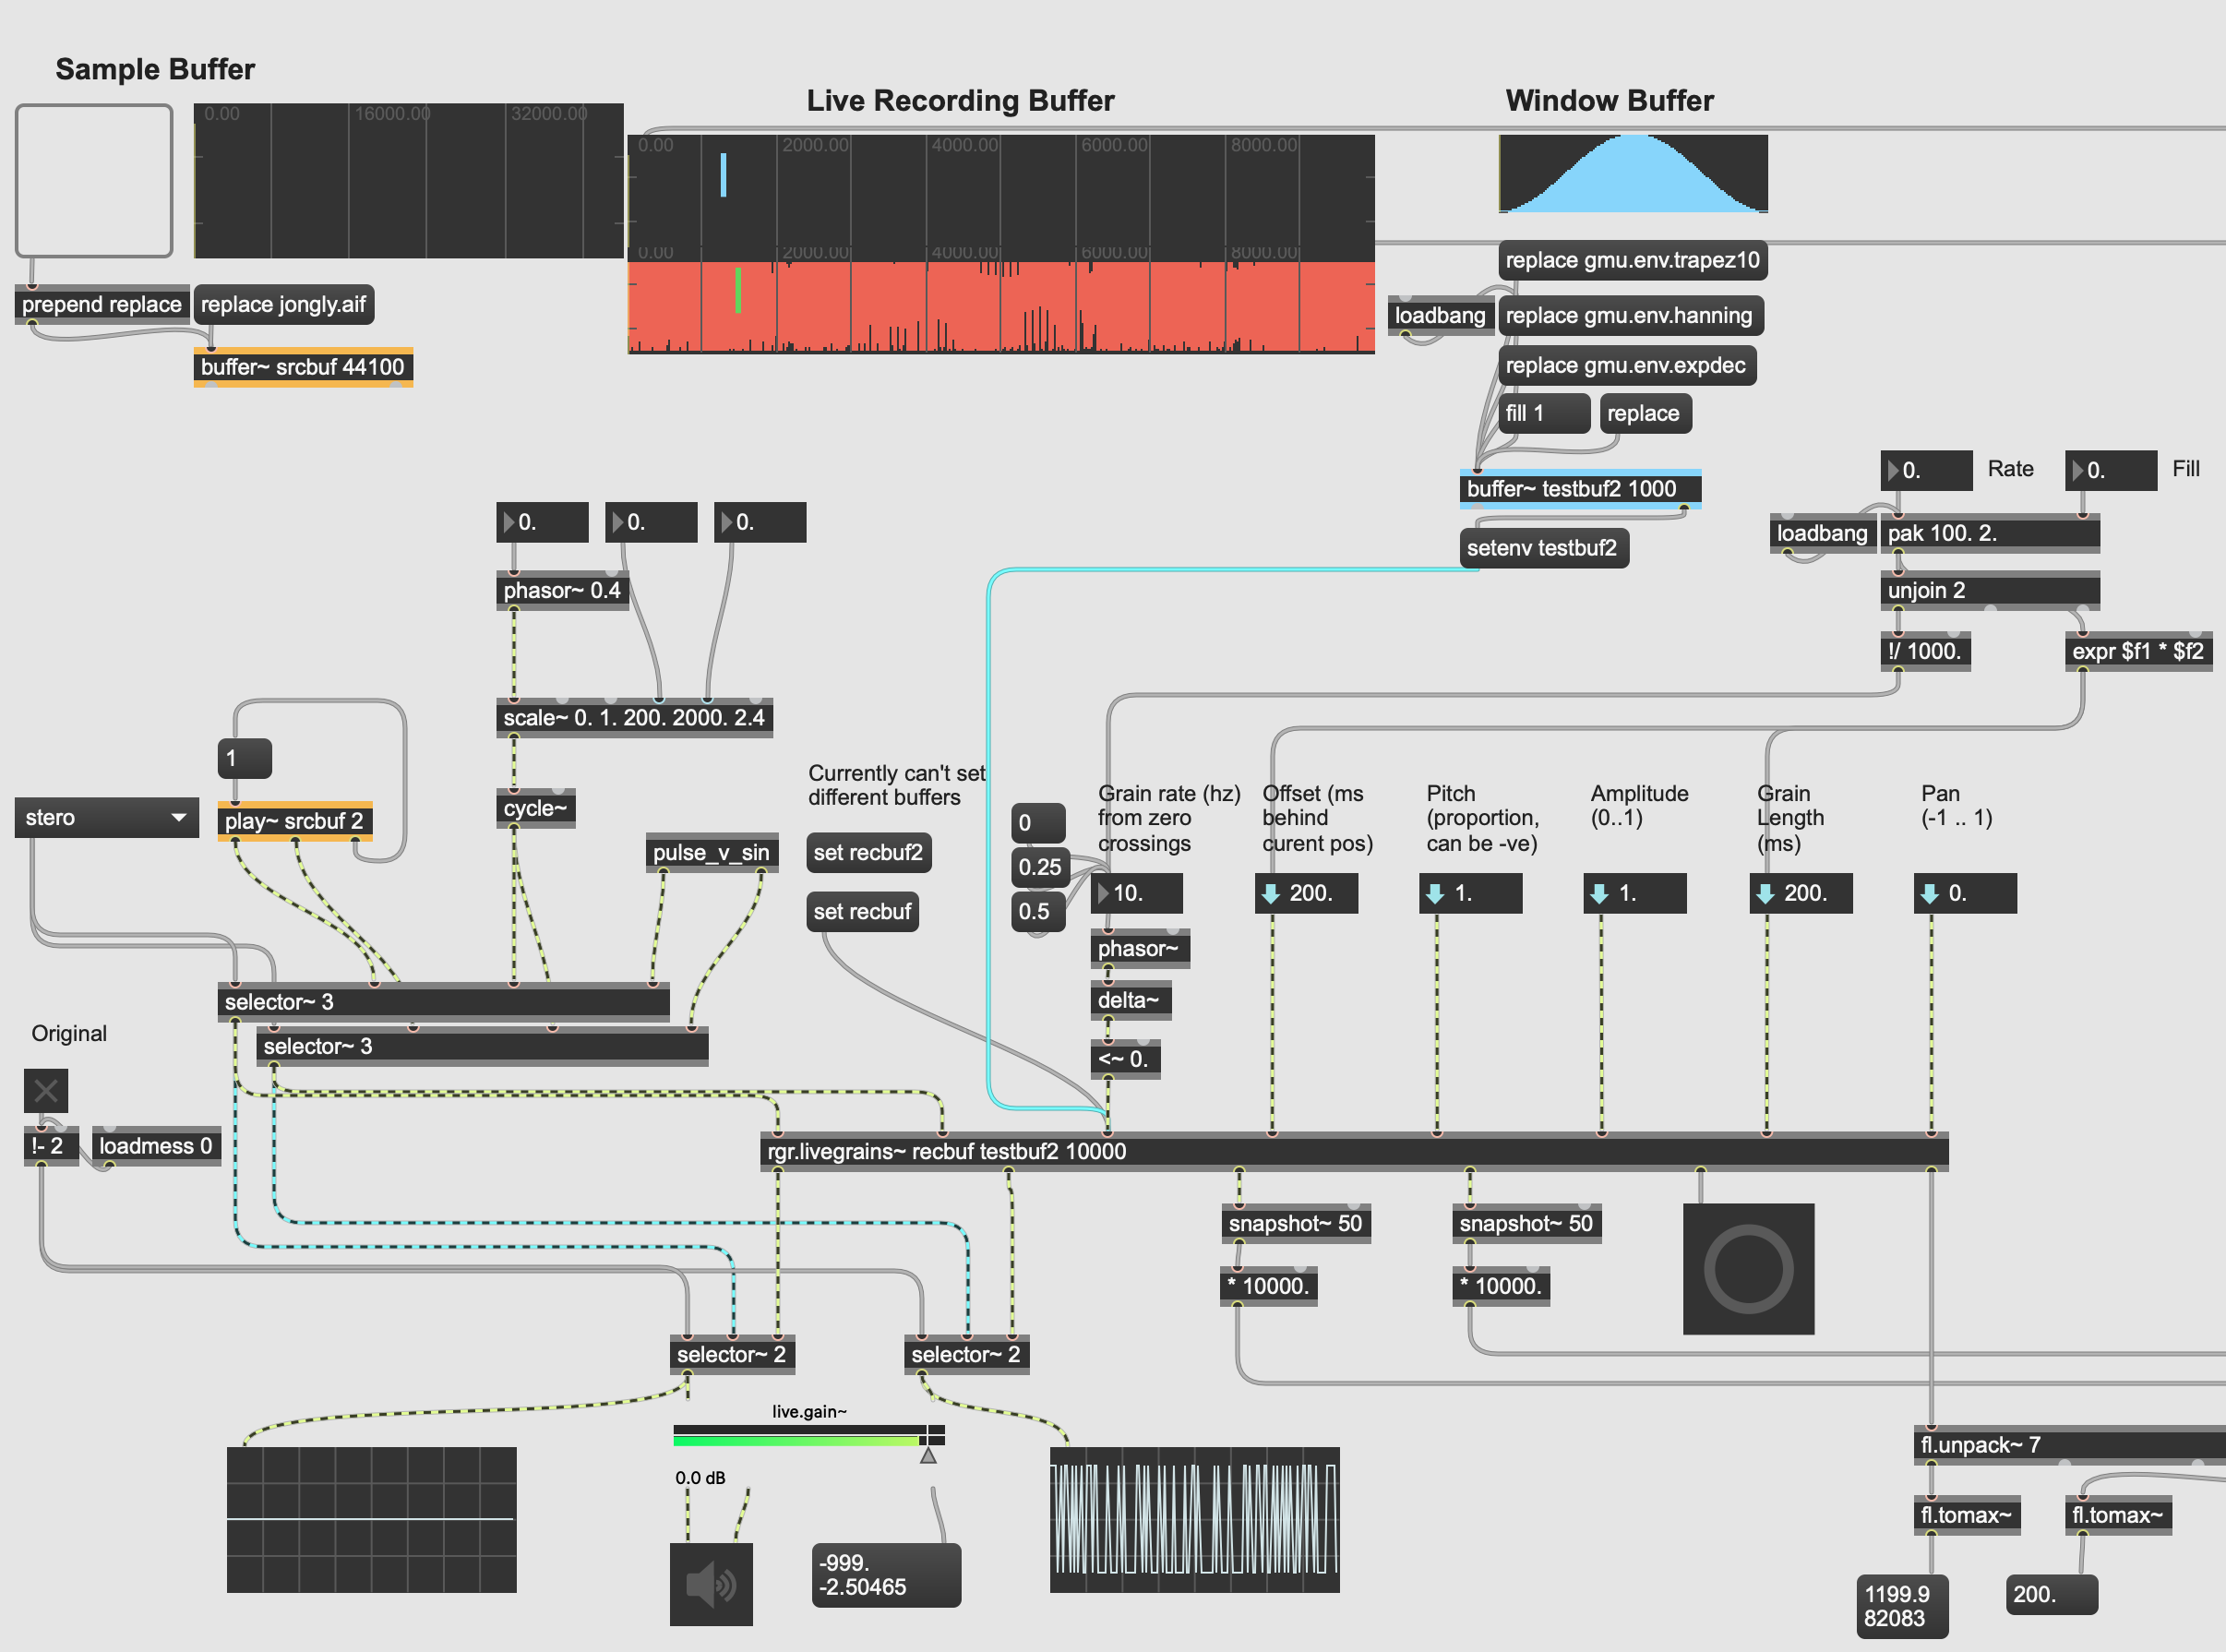 Sample Buffer
Live Recording Buffer
Window Buffer
0.00 16000.00 32000.00
0.00 2000.00 4000.00 6000.00 8000.00
0.00 2000.00 4000.00 6000.00 8000.00
replace gmu.env.trapez10
prepend replace
replace jongly.aif
loadbang
replace gmu.env.hanning
buffer~ srcbuf 44100
replace gmu.env.expdec
fill 1
replace
0.
Rate
0.
Fill
buffer~ testbuf2 1000
0.
0.
0.
loadbang
pak 100. 2.
setenv testbuf2
phasor~ 0.4
unjoin 2
!/ 1000.
expr $f1 * $f2
scale~ 0. 1. 200. 2000. 2.4
1
Currently can't set
different buffers
Grain rate (hz)
from zero
crossings
Offset (ms
behind
curent pos)
Pitch
(proportion,
can be -ve)
Amplitude
(0..1)
Grain
Length
(ms)
Pan
(-1 .. 1)
stero
play~ srcbuf 2
cycle~
pulse_v_sin
set recbuf2
set recbuf
0
0.25
0.5
10.
200.
1.
1.
200.
0.
phasor~
delta~
<~ 0.
selector~ 3
selector~ 3
Original
!- 2
loadmess 0
rgr.livegrains~ recbuf testbuf2 10000
snapshot~ 50
snapshot~ 50
* 10000.
* 10000.
selector~ 2
selector~ 2
live.gain~
0.0 dB
-999.
-2.50465
fl.unpack~ 7
fl.tomax~
fl.tomax~
1199.9
82083
200.